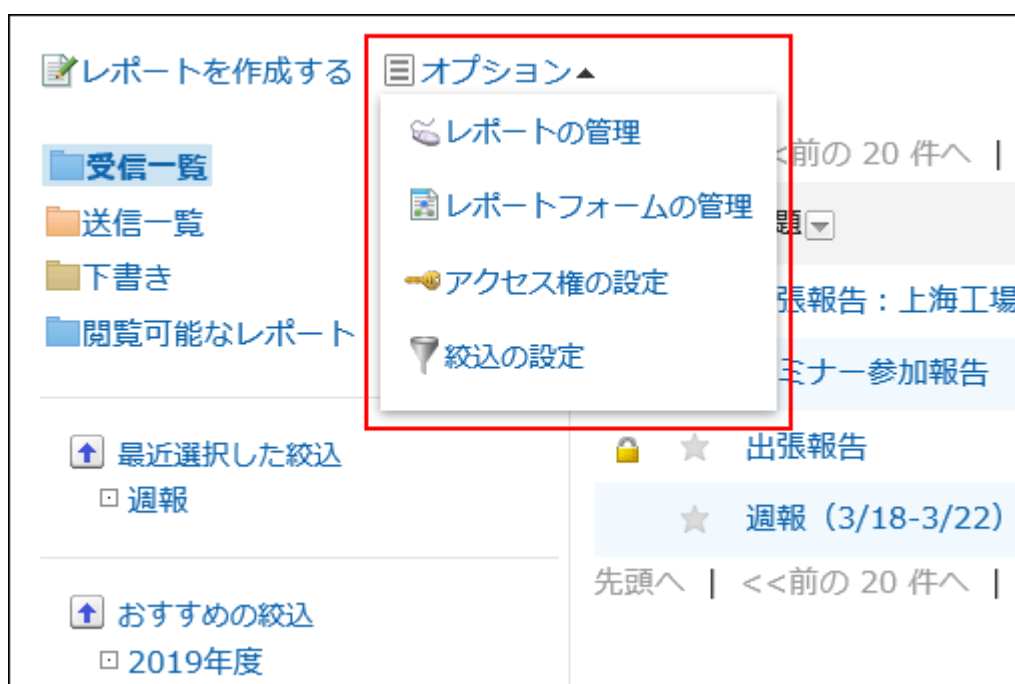 レポートを作成する オプション▲
レポートの管理
レポートフォームの管理
アクセス権の設定
絞込の設定
受信一覧
送信一覧
下書き
閲覧可能なレポート
最近選択した絞込
週報
おすすめの絞込
2019年度
<前の 20 件へ |
題
張報告：上海工場
ミナー参加報告
出張報告
週報（3/18-3/22）
先頭へ | <<前の 20 件へ |